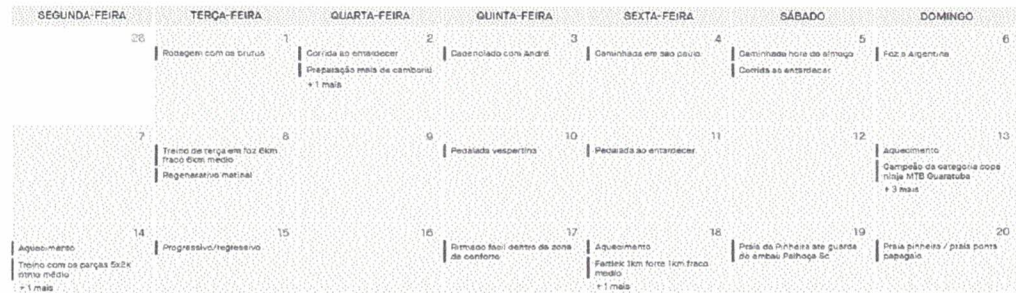 SEGUNDA-FEIRA TERÇA-FEIRA QUARTA-FEIRA QUINTA-FEIRA SEXTA-FEIRA SÁBADO DOMINGO
28 1 2 3 4 5 6
Rodagem com os brutus
Corrida ao entardecer
Preparação mais de camboriú
+ 1 mais
com André
Caminhada em sao paulo
Caminhada hora do almoço
Corrida ao entardecer
Foz a Argentina
7 8 9 10 11 12 13
Treino de terça em foz 6km
fraco 6km medio
Regenerativo matinal
Pedalada vespertina
Pedalada ao entardecer
Aquecimento
Campeão da categoria copa
ninja MTB Guaratuba
+ 3 mais
14 15 16 17 18 19 20
Aquecimento
Treino com os parças 5x2k
ritmo médio
+ 1 mais
Progressivo/regressivo
Ritmado facil dentro da zona
de conforto
Aquecimento
Fartlek 1km forte 1km fraco
medio
+ 1 mais
Praia da Pinheira ate guarda
do embaú Palhoça Sc
Praia pinheira / praia ponta
papagaio